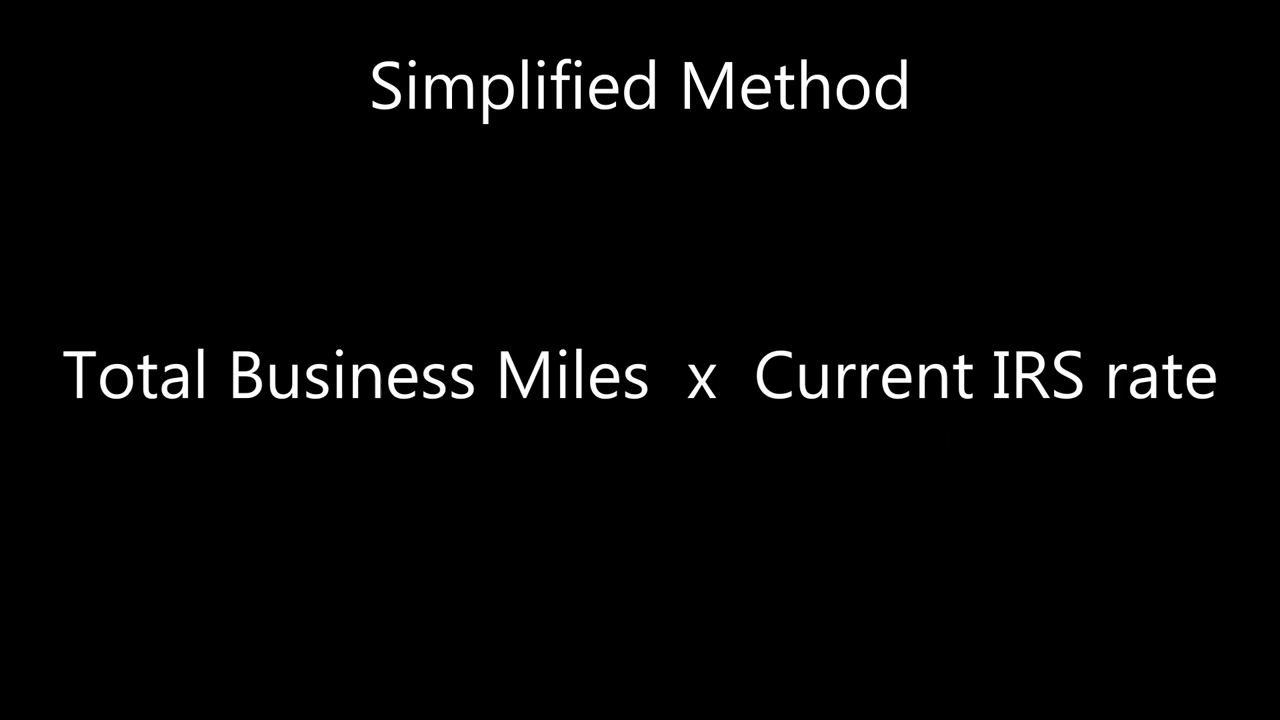 Simplified Method
Total Business Miles x Current IRS rate